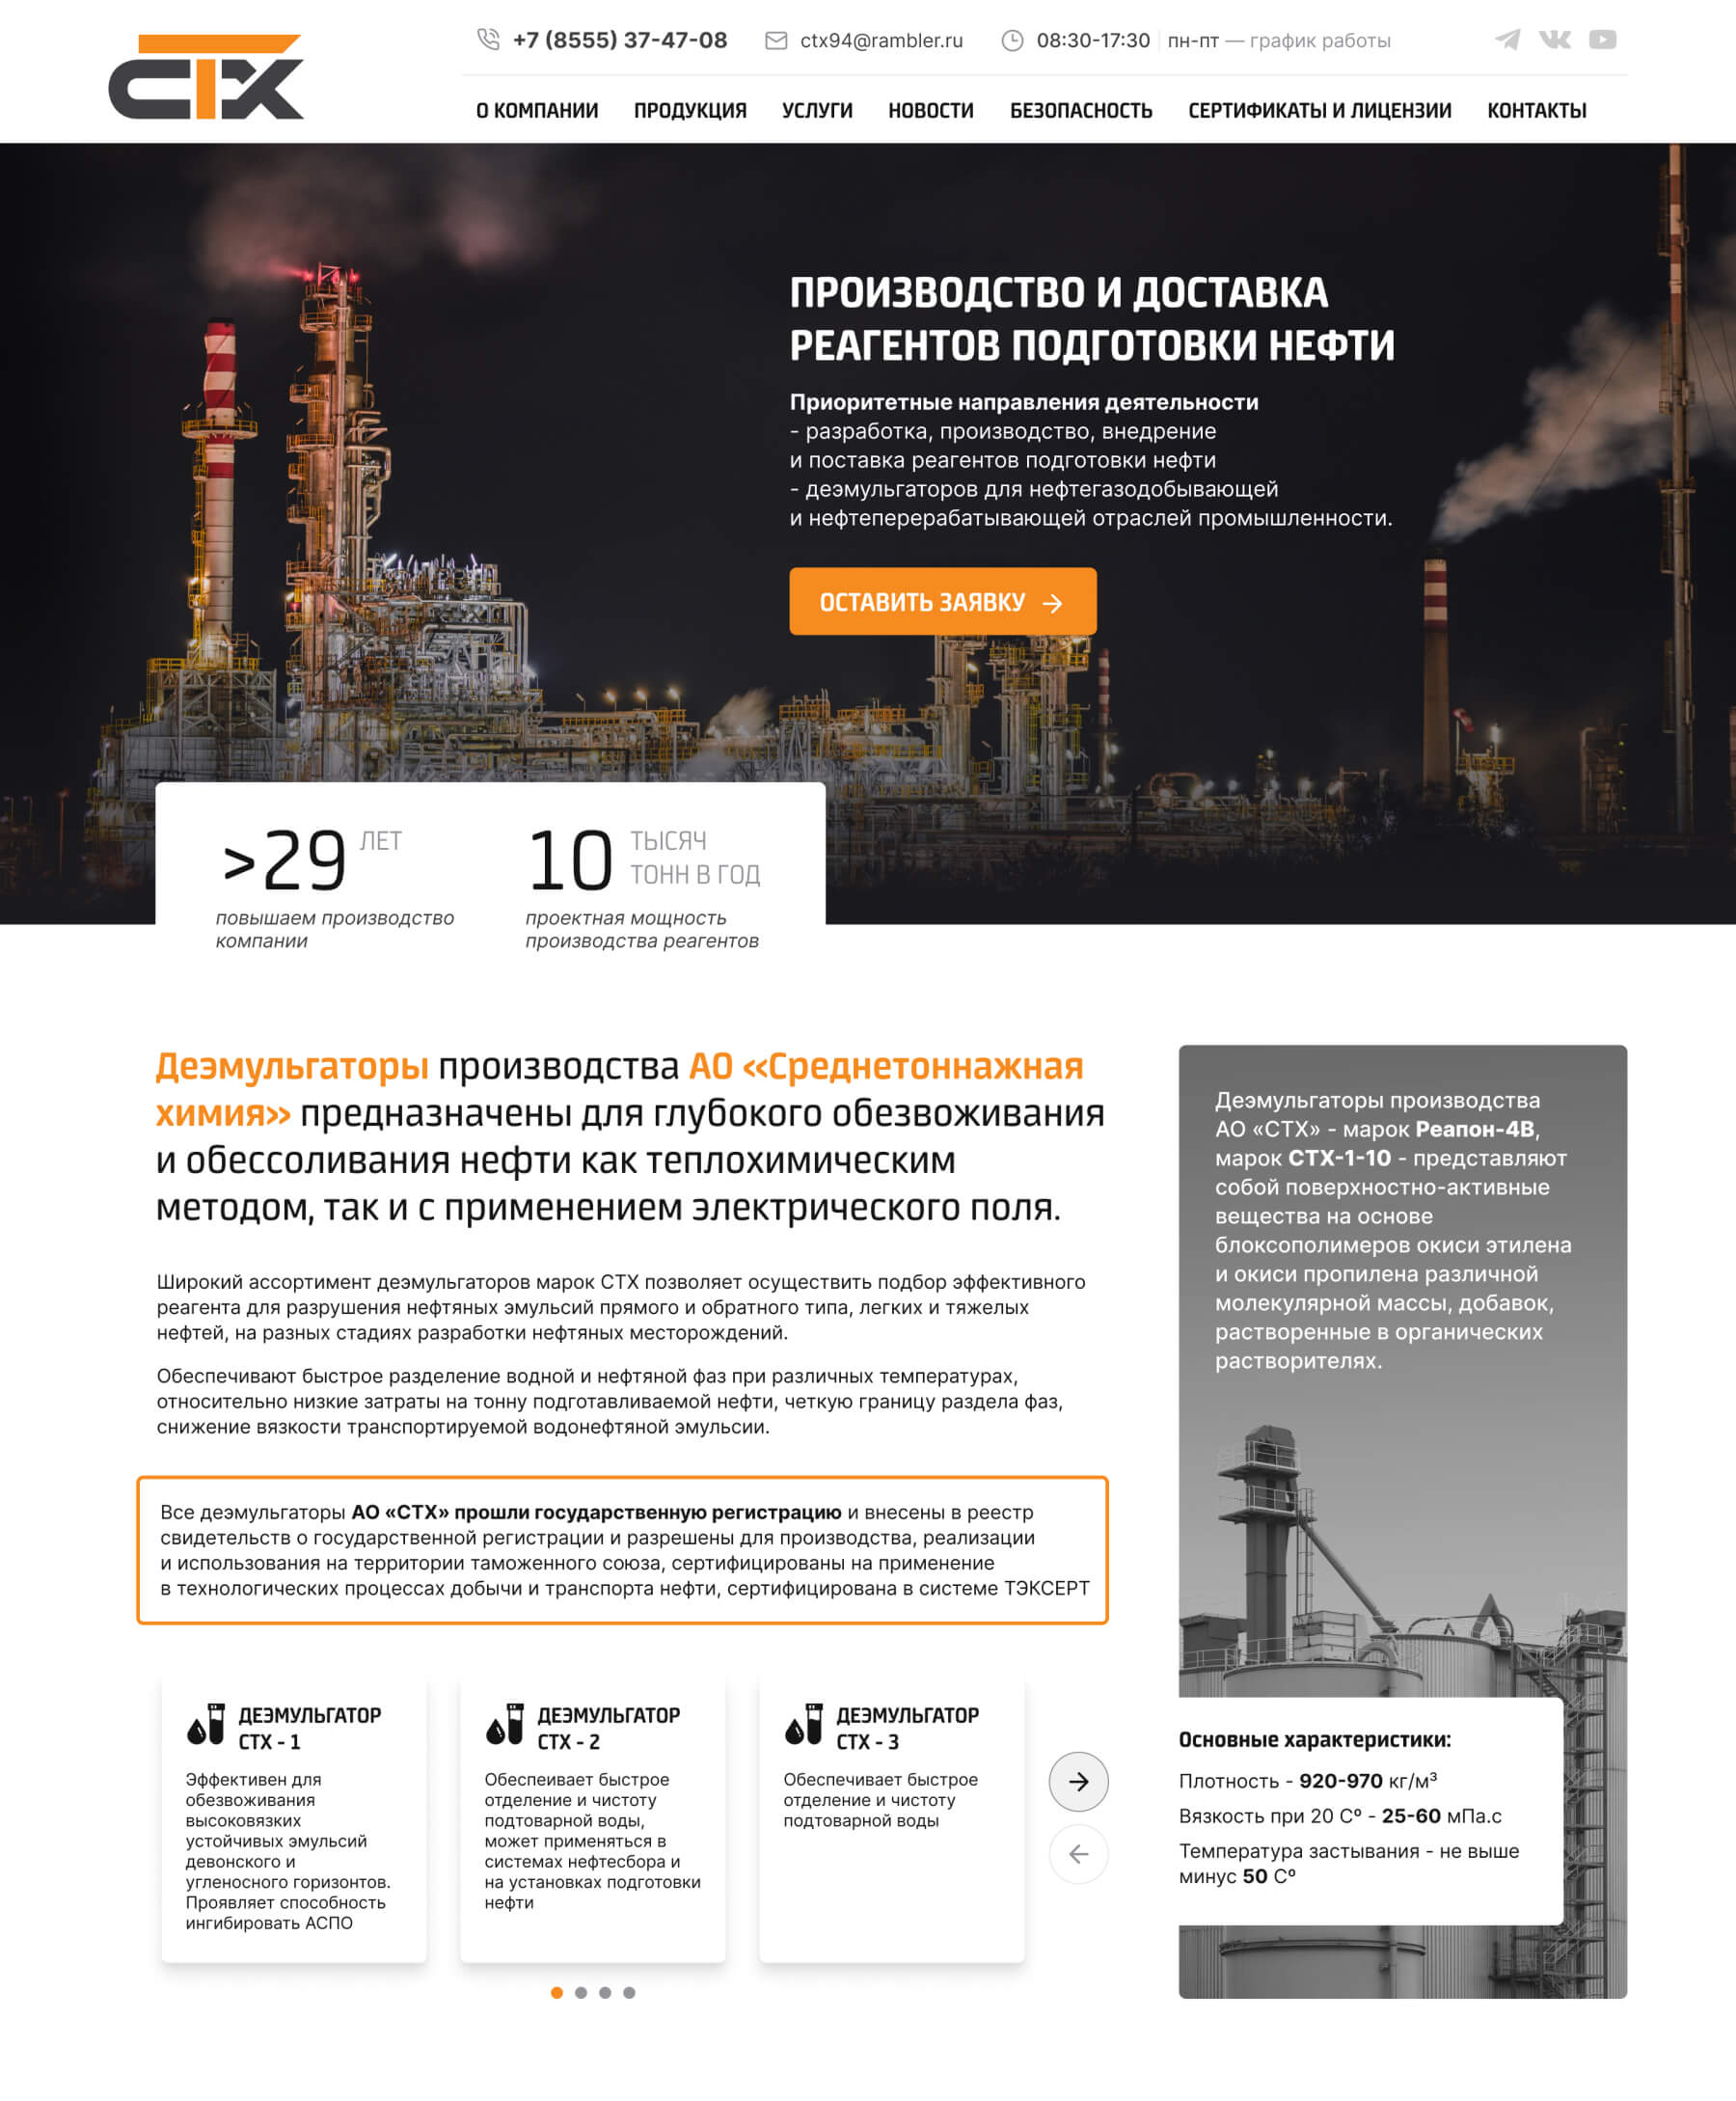 СТХ
+7 (8555) 37-47-08
ctx94@rambler.ru
08:30-17:30
пн-пт — график работы
О КОМПАНИИ
ПРОДУКЦИЯ
УСЛУГИ
НОВОСТИ
БЕЗОПАСНОСТЬ
СЕРТИФИКАТЫ И ЛИЦЕНЗИИ
КОНТАКТЫ
ПРОИЗВОДСТВО И ДОСТАВКА
РЕАГЕНТОВ ПОДГОТОВКИ НЕФТИ
Приоритетные направления деятельности
- разработка, производство, внедрение
и поставка реагентов подготовки нефти
- деэмульгаторов для нефтегазодобывающей
и нефтеперерабатывающей отраслей промышленности.
ОСТАВИТЬ ЗАЯВКУ
>29 ЛЕТ
повышаем производство
компании
10 ТЫСЯЧ
ТОНН В ГОД
проектная мощность
производства реагентов
Деэмульгаторы производства АО «Среднетоннажная
химия» предназначены для глубокого обезвоживания
и обессоливания нефти как теплохимическим
методом, так и с применением электрического поля.
Широкий ассортимент деэмульгаторов марок СТХ позволяет осуществить подбор эффективного
реагента для разрушения нефтяных эмульсий прямого и обратного типа, легких и тяжелых
нефтей, на разных стадиях разработки нефтяных месторождений.
Обеспечивают быстрое разделение водной и нефтяной фаз при различных температурах,
относительно низкие затраты на тонну подготавливаемой нефти, четкую границу раздела фаз,
снижение вязкости транспортируемой водонефтяной эмульсии.
Все деэмульгаторы АО «СТХ» прошли государственную регистрацию и внесены в реестр
свидетельств о государственной регистрации и разрешены для производства, реализации
и использования на территории таможенного союза, сертифицированы на применение
в технологических процессах добычи и транспорта нефти, сертифицирована в системе ТЭКСЕРТ
ДЕЭМУЛЬГАТОР
СТХ - 1
Эффективен для
обезвоживания
высоковязких
устойчивых эмульсий
девонского и
угленосного горизонтов.
Проявляет способность
ингибировать АСПО
ДЕЭМУЛЬГАТОР
СТХ - 2
Обеспеивает быстрое
отделение и чистоту
подтоварной воды,
может применяться в
системах нефтесбора и
на установках подготовки
нефти
ДЕЭМУЛЬГАТОР
СТХ - 3
Обеспечивает быстрое
отделение и чистоту
подтоварной воды
Деэмульгаторы производства
АО «СТХ» - марок Реапон-4В,
марок СТХ-1-10 - представляют
собой поверхностно-активные
вещества на основе
блоксополимеров окиси этилена
и окиси пропилена различной
молекулярной массы, добавок,
растворенные в органических
растворителях.
Основные характеристики:
Плотность - 920-970 кг/м³
Вязкость при 20 Сº - 25-60 мПа.с
Температура застывания - не выше
минус 50 Сº